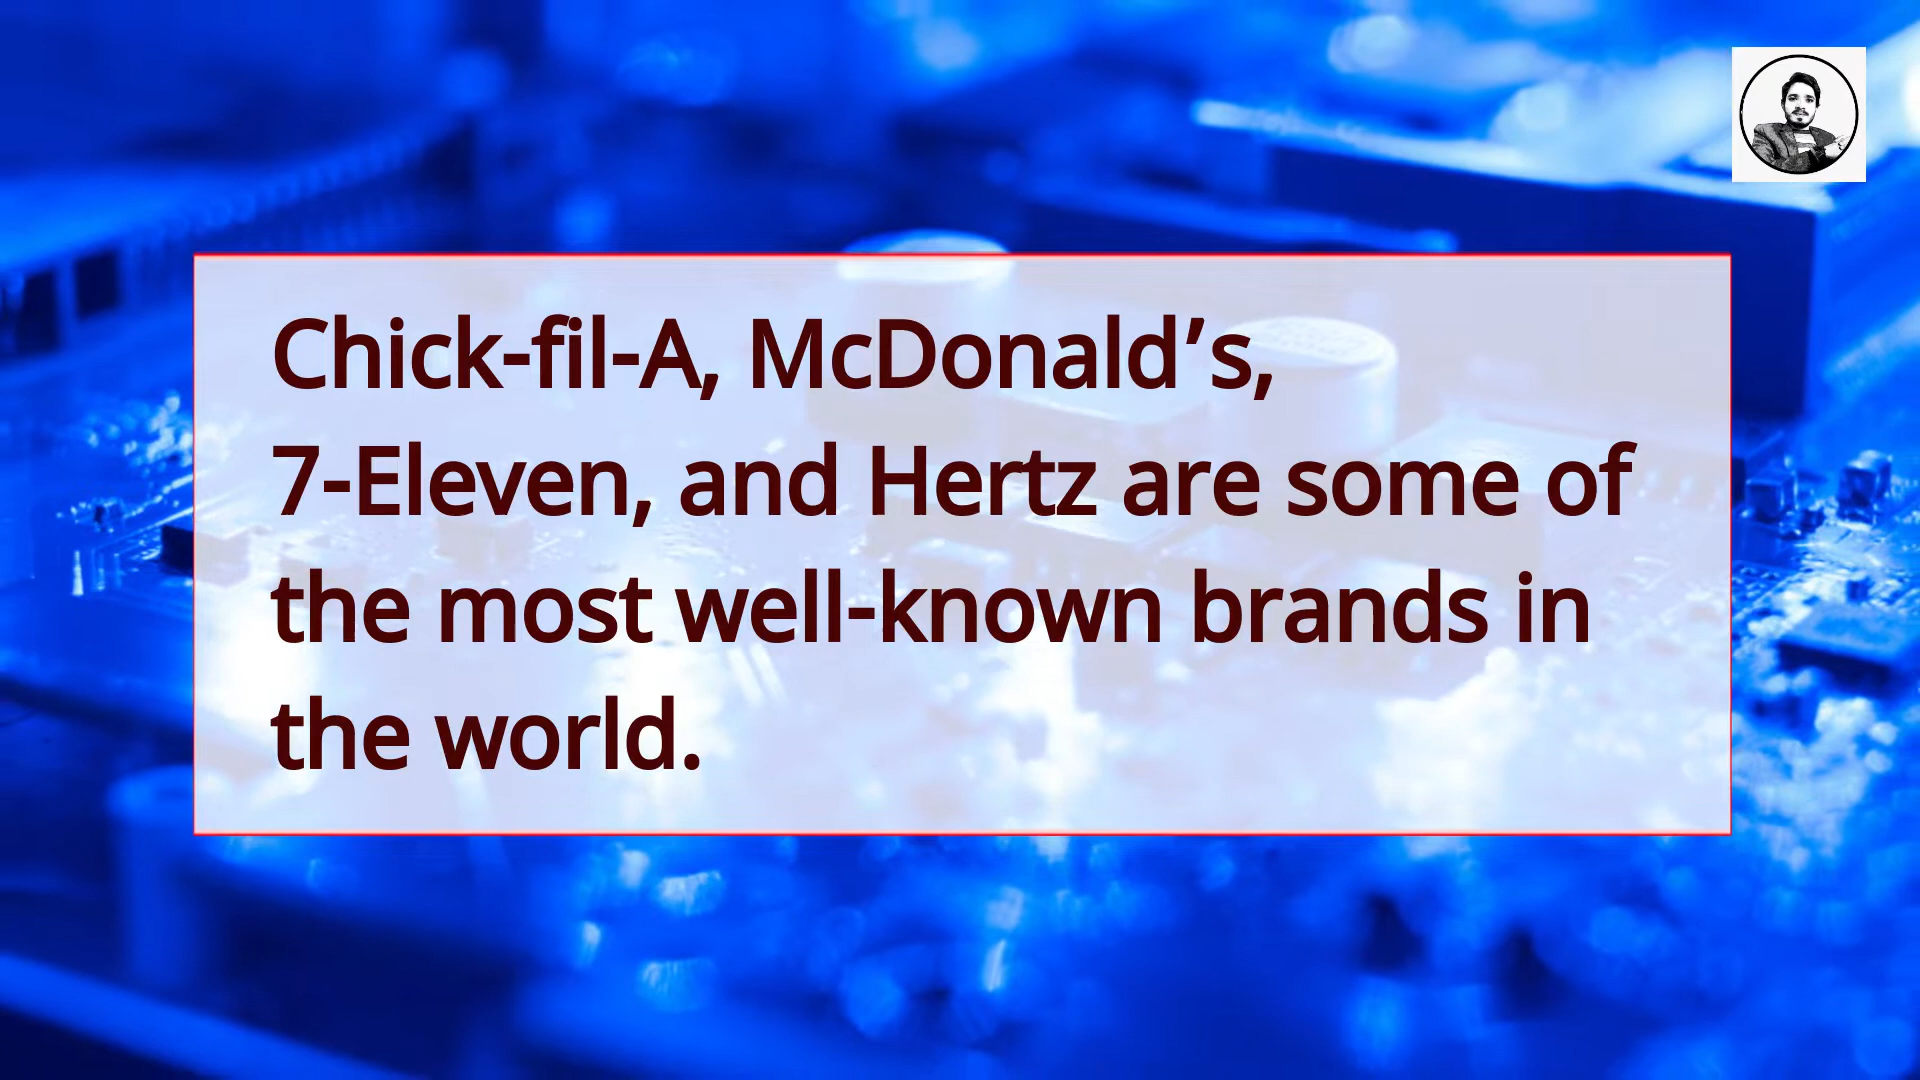 Chick-fil-A, McDonald’s,
7-Eleven, and Hertz are some of
the most well-known brands in
the world.